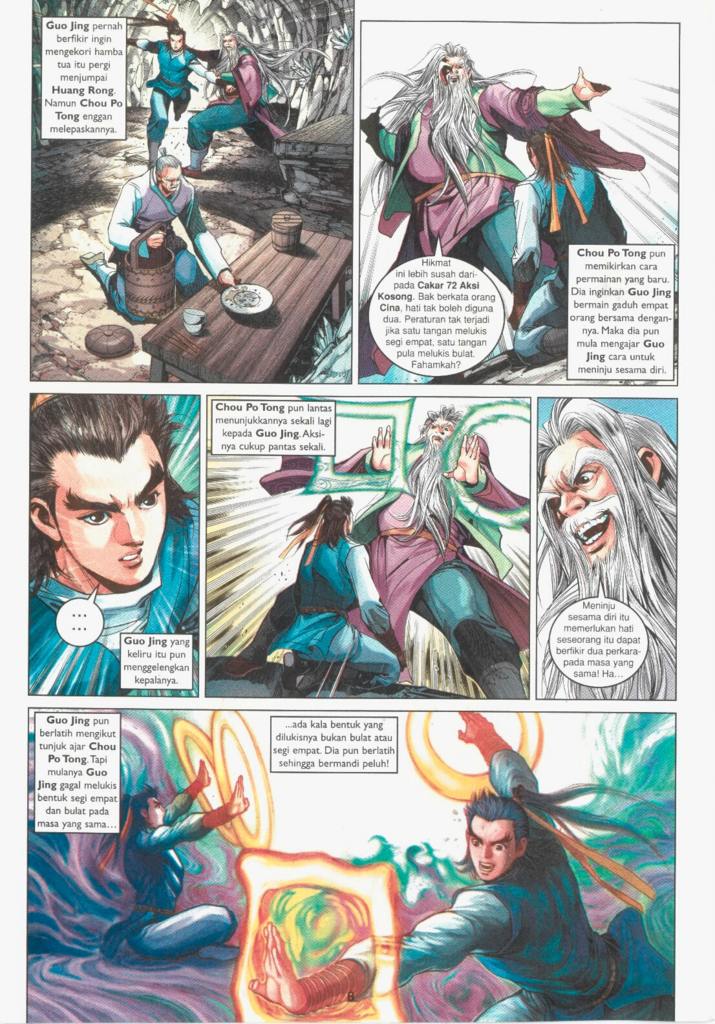 Guo Jing pernah
berfikir ingin
mengekori hamba
tua itu pergi
menjumpai
Huang Rong.
Namun Chou Po
Tong enggan
melepaskannya.
Hikmat
ini lebih susah dari-
pada Cakar 72 Aksi
Kosong. Bak berkata orang
Cina, hati tak boleh diguna
dua. Peraturan tak terjadi
jika satu tangan melukis
segi empat, satu tangan
pula melukis bulat.
Fahamkah?
Chou Po Tong pun
memikirkan cara
permainan yang baru.
Dia inginkan Guo Jing
bermain gaduh empat
orang bersama dengan-
nya. Maka dia pun
mula mengajar Guo
Jing cara untuk
meninju sesama diri.
...
...
Guo Jing yang
keliru itu pun
menggelengkan
kepalanya.
Chou Po Tong pun lantas
menunjukkannya sekali lagi
kepada Guo Jing. Aksi-
nya cukup pantas sekali.
Meninju
sesama diri itu
memerlukan hati
seseorang itu dapat
berfikir dua perkara-
pada masa yang
sama! Ha...
Guo Jing pun
berlatih mengikut
tunjuk ajar Chou
Po Tong. Tapi
mulanya Guo
Jing gagal melukis
bentuk segi empat
dan bulat pada
masa yang sama...
...ada kala bentuk yang
dilukisnya bukan bulat atau
segi empat. Dia pun berlatih
sehingga bermandi peluh!
8